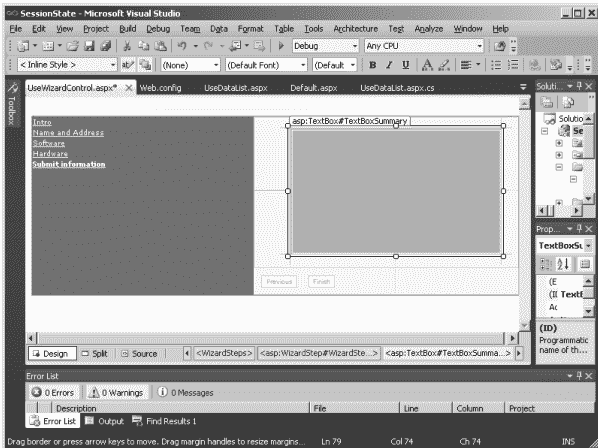 SessionState - Microsoft Visual Studio
File Edit View Project Build Debug Team Data Format Table Tools Architecture Test Analyze Window Help
Debug Any CPU
< Inline Style > (None) (Default Font) (Default B I U A
UseWizardControl.aspx* Web.config UseDataList.aspx Default.aspx UseDataList.aspx.cs
Toolbox
Intro
Name and Address
Software
Hardware
Submit information
asp:TextBox#TextBoxSummary
Previous Finish
Design Split Source <WizardSteps> <asp:WizardStep#WizardSte...> <asp:TextBox#TextBoxSumma...>
Soluti...
Solutio
Se
Prop...
TextBoxSu
(E
(II TextE
Ac
(ID)
Programmatic
name of th...
Error List
0 Errors 0 Warnings 0 Messages
Description File Line Column Project
Error List Output Find Results 1
Drag border or press arrow keys to move. Drag margin handles to resize margins... Ln 79 Col 74 Ch 74 INS